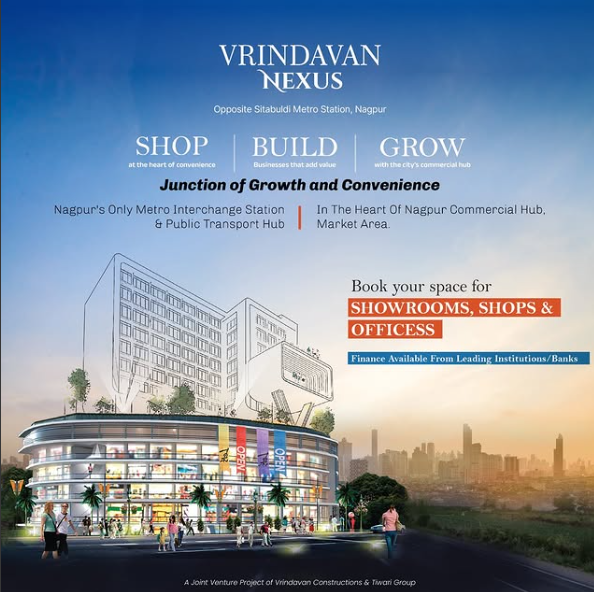 VRINDAVAN
NEXUS
Opposite Sitabuldi Metro Station, Nagpur
SHOP
at the heart of convenience
BUILD
Businesses that add value
GROW
with the city's commercial hub
Junction of Growth and Convenience
Nagpur's Only Metro Interchange Station
& Public Transport Hub
In The Heart Of Nagpur Commercial Hub,
Market Area.
Book your space for
SHOWROOMS, SHOPS &
OFFICESS
Finance Available From Leading Institutions/Banks
OPEN
OPEN
A Joint Venture Project of Vrindavan Constructions & Tiwari Group